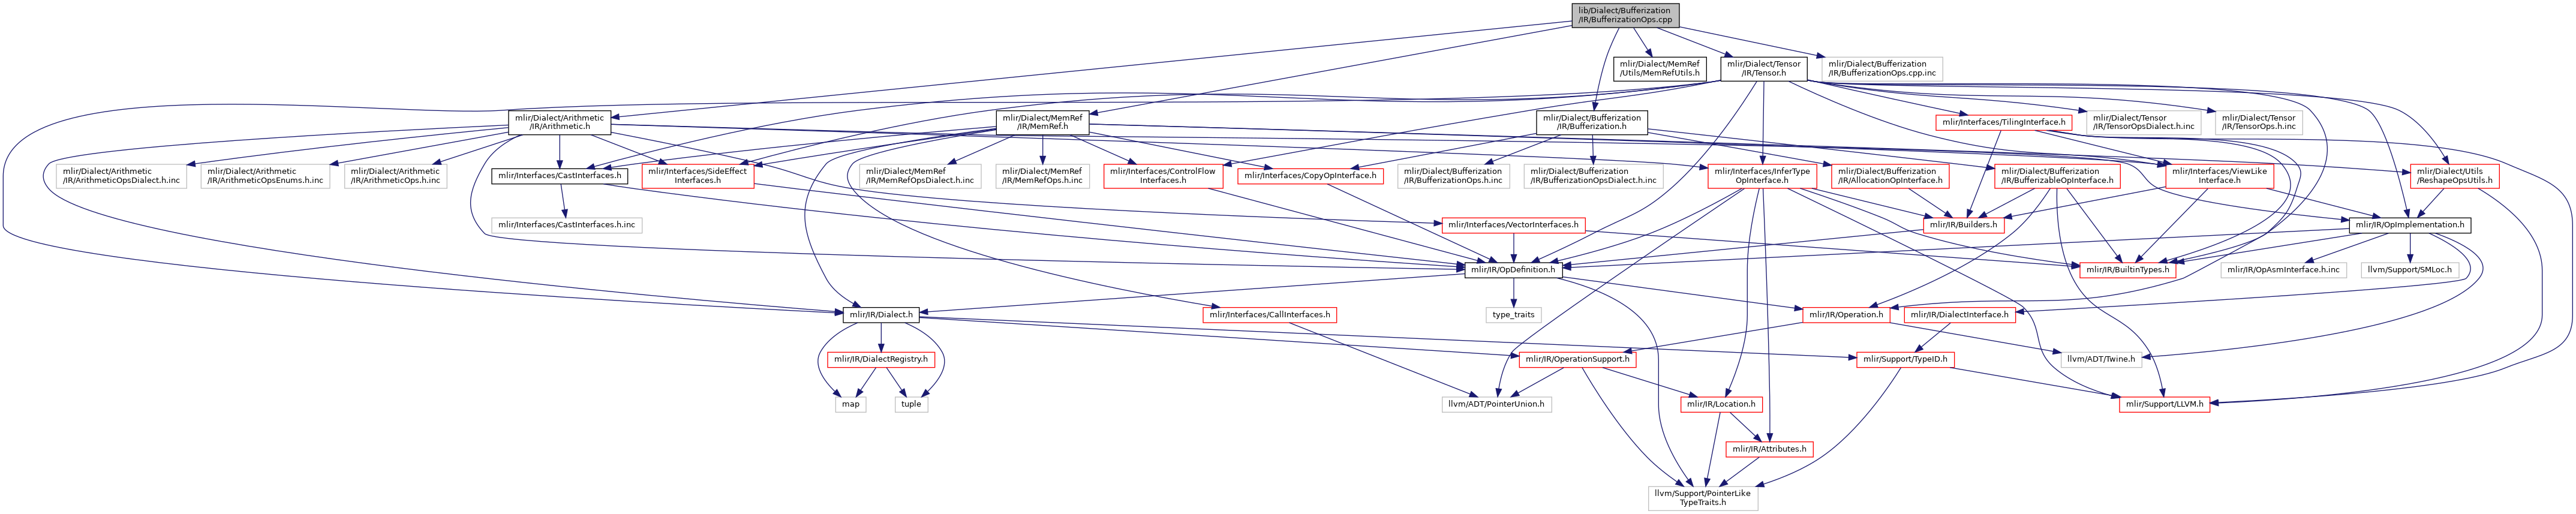 lib/Dialect/Bufferization
/IR/BufferizationOps.cpp
mlir/Dialect/MemRef
/Utils/MemRefUtils.h
mlir/Dialect/Tensor
/IR/Tensor.h
mlir/Dialect/Bufferization
/IR/BufferizationOps.cpp.inc
mlir/Dialect/Arithmetic
/IR/Arithmetic.h
mlir/Dialect/MemRef
/IR/MemRef.h
mlir/Dialect/Bufferization
/IR/Bufferization.h
mlir/Interfaces/TilingInterface.h
mlir/Dialect/Tensor
/IR/TensorOpsDialect.h.inc
mlir/Dialect/Tensor
/IR/TensorOps.h.inc
mlir/Dialect/Arithmetic
/IR/ArithmeticOpsDialect.h.inc
mlir/Dialect/Arithmetic
/IR/ArithmeticOpsEnums.h.inc
mlir/Dialect/Arithmetic
/IR/ArithmeticOps.h.inc
mlir/Interfaces/CastInterfaces.h
mlir/Interfaces/SideEffect
Interfaces.h
mlir/Dialect/MemRef
/IR/MemRefOpsDialect.h.inc
mlir/Dialect/MemRef
/IR/MemRefOps.h.inc
mlir/Interfaces/ControlFlow
Interfaces.h
mlir/Interfaces/CopyOpInterface.h
mlir/Dialect/Bufferization
/IR/BufferizationOps.h.inc
mlir/Dialect/Bufferization
/IR/BufferizationOpsDialect.h.inc
mlir/Interfaces/InferType
OpInterface.h
mlir/Dialect/Bufferization
/IR/AllocationOpInterface.h
mlir/Dialect/Bufferization
/IR/BufferizableOpInterface.h
mlir/Interfaces/ViewLike
Interface.h
mlir/Dialect/Utils
/ReshapeOpsUtils.h
mlir/Interfaces/CastInterfaces.h.inc
mlir/Interfaces/VectorInterfaces.h
mlir/IR/Builders.h
mlir/IR/OpImplementation.h
mlir/IR/OpDefinition.h
mlir/IR/BuiltinTypes.h
mlir/IR/OpAsmInterface.h.inc
llvm/Support/SMLoc.h
mlir/IR/Dialect.h
mlir/Interfaces/CallInterfaces.h
type_traits
mlir/IR/Operation.h
mlir/IR/DialectInterface.h
mlir/IR/DialectRegistry.h
mlir/IR/OperationSupport.h
mlir/Support/TypeID.h
llvm/ADT/Twine.h
map
tuple
llvm/ADT/PointerUnion.h
mlir/IR/Location.h
mlir/Support/LLVM.h
mlir/IR/Attributes.h
llvm/Support/PointerLike
TypeTraits.h